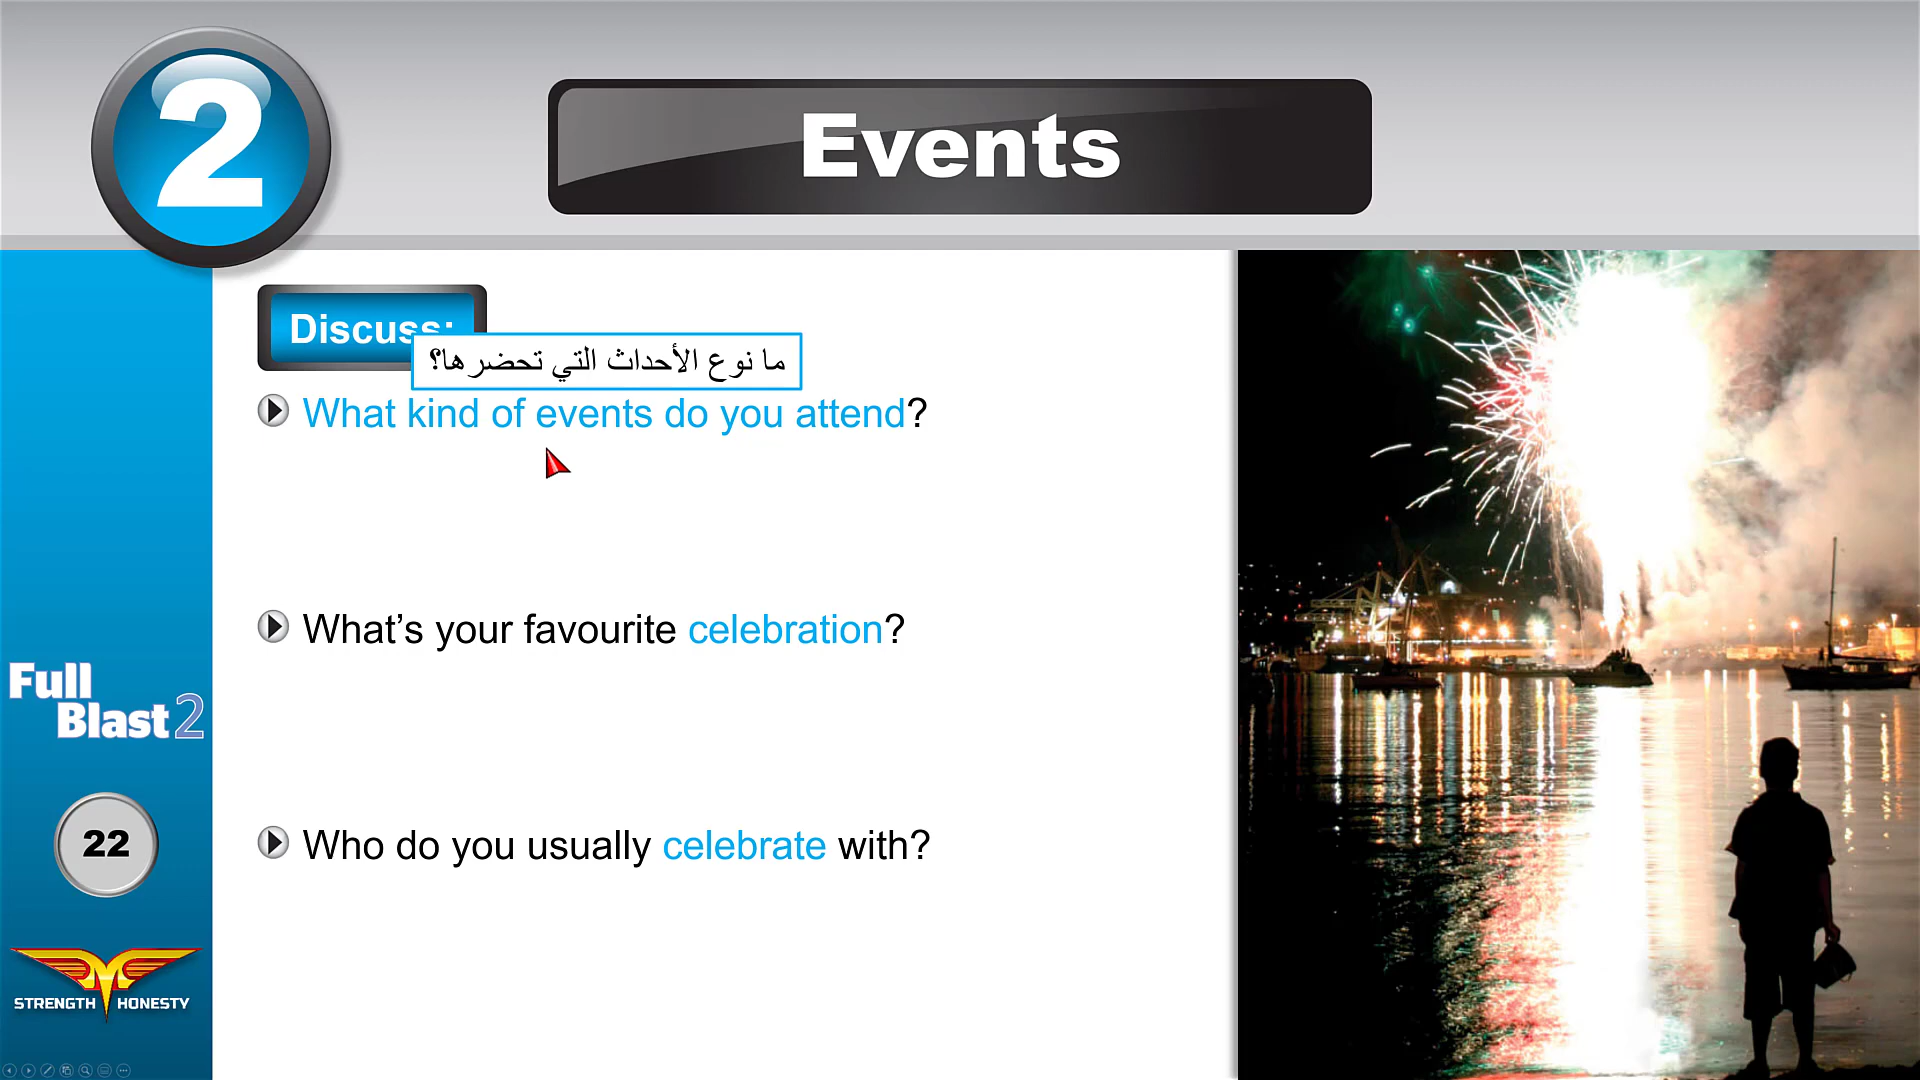 2
Events
Discuss:
ما نوع الأحداث التي تحضرها؟
What kind of events do you attend?
What’s your favourite celebration?
Who do you usually celebrate with?
Full
Blast 2
22
STRENGTH HONESTY